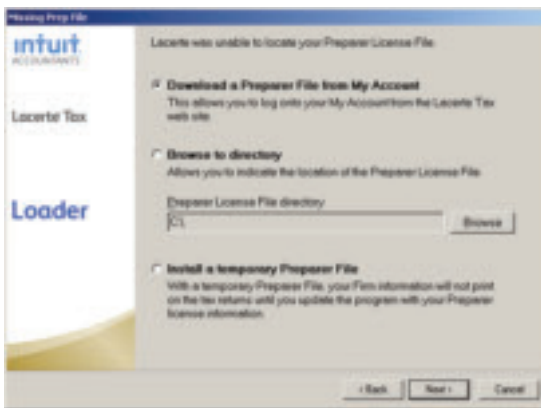 Missing Prep File
intuit
ACCOUNTANTS
Lacerte Tax
Loader
Lacerte was unable to locate your Preparer License File.
Download a Preparer File from My Account
This allows you to log onto your My Account from the Lacerte Tax
web site.
Browse to directory
Allows you to indicate the location of the Preparer License File
Preparer License File directory
C:\
Browse
Install a temporary Preparer File
With a temporary Preparer File, your Firm information will not print
on the tax returns until you update the program with your Preparer
license information.
< Back
Next >
Cancel